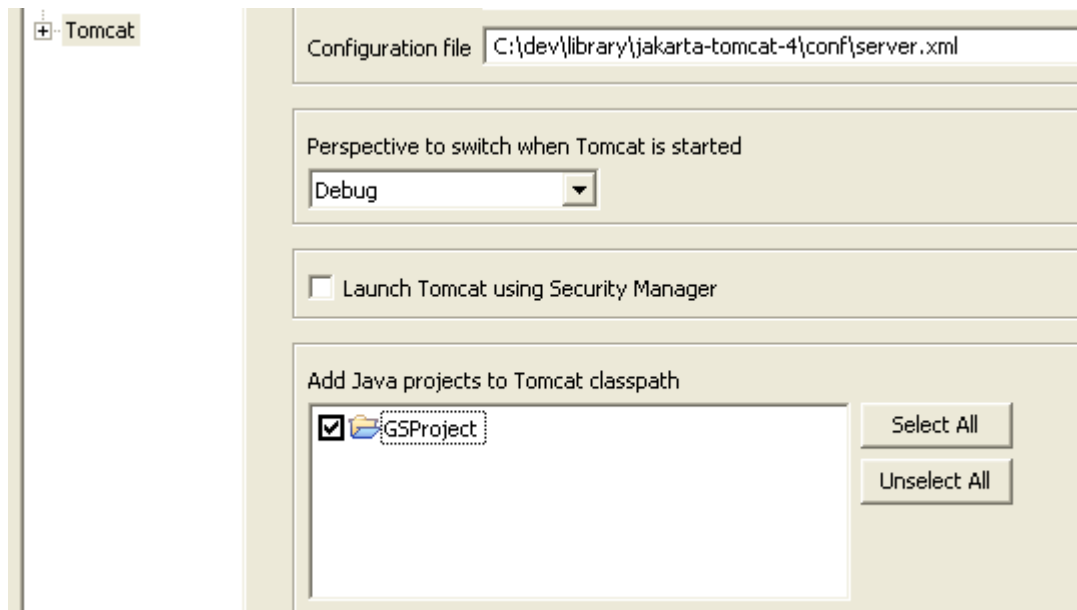 Tomcat
Configuration file C:\dev\library\jakarta-tomcat-4\conf\server.xml
Perspective to switch when Tomcat is started
Debug
Launch Tomcat using Security Manager
Add Java projects to Tomcat classpath
GSProject
Select All
Unselect All